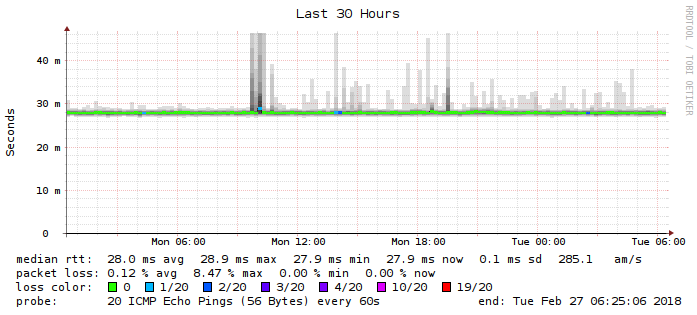 Last 30 Hours
RRDTOOL / TOBI OETIKER
Seconds
40 m
30 m
20 m
10 m
0
Mon 06:00 Mon 12:00 Mon 18:00 Tue 00:00 Tue 06:00
median rtt: 28.0 ms avg 28.9 ms max 27.9 ms min 27.9 ms now 0.1 ms sd 285.1 am/s
packet loss: 0.12 % avg 8.47 % max 0.00 % min 0.00 % now
loss color: 0 1/20 2/20 3/20 4/20 10/20 19/20
probe: 20 ICMP Echo Pings (56 Bytes) every 60s end: Tue Feb 27 06:25:06 2018